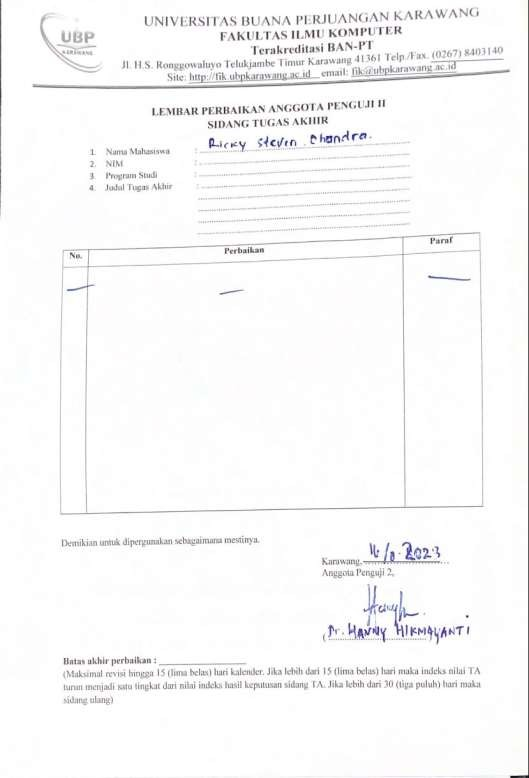 UBP
KARAWANG
UNIVERSITAS BUANA PERJUANGAN KARAWANG
FAKULTAS ILMU KOMPUTER
Terakreditasi BAN-PT
Jl. H.S. Ronggowaluyo Telukjambe Timur Karawang 41361 Telp./Fax. (0267) 8403140
Site: http://fik.ubpkarawang.ac.id email: fik@ubpkarawang.ac.id
LEMBAR PERBAIKAN ANGGOTA PENGUJI II
SIDANG TUGAS AKHIR
1. Nama Mahasiswa : Ricky Steven Chandra.
2. NIM :
3. Program Studi :
4. Judul Tugas Akhir :
No. Perbaikan Paraf
— — —
Demikian untuk dipergunakan sebagaimana mestinya.
Karawang, 2023
Anggota Penguji 2,
(Dr. HANNY HIKMAYANTI
Batas akhir perbaikan :
(Maksimal revisi hingga 15 (lima belas) hari kalender. Jika lebih dari 15 (lima belas) hari maka indeks nilai TA
turun menjadi satu tingkat dari nilai indeks hasil keputusan sidang TA. Jika lebih dari 30 (tiga puluh) hari maka
sidang ulang)